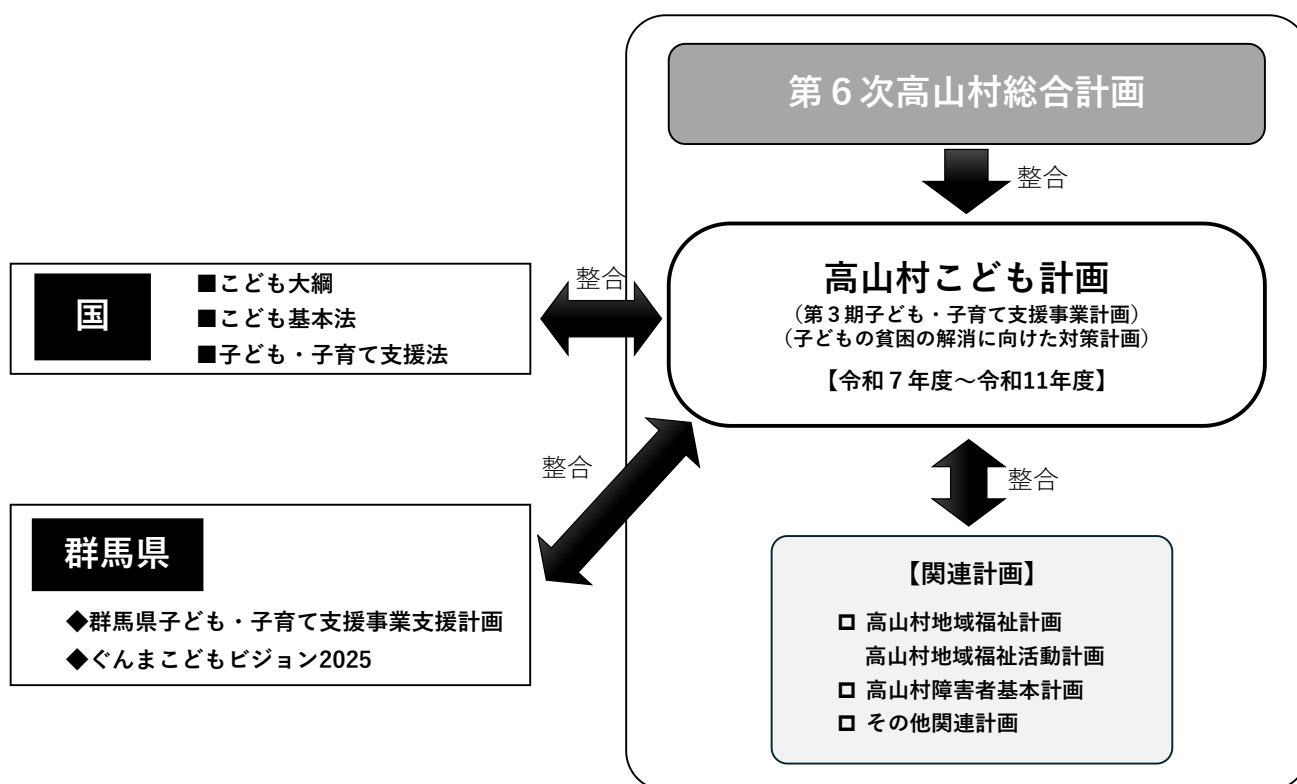 第６次高山村総合計画
整合
高山村こども計画
（第３期子ども・子育て支援事業計画）
（子どもの貧困の解消に向けた対策計画）
【令和７年度～令和11年度】
整合
国
■こども大綱
■こども基本法
■子ども・子育て支援法
整合
群馬県
◆群馬県子ども・子育て支援事業支援計画
◆ぐんまこどもビジョン2025
整合
【関連計画】
□ 高山村地域福祉計画
高山村地域福祉活動計画
□ 高山村障害者基本計画
□ その他関連計画